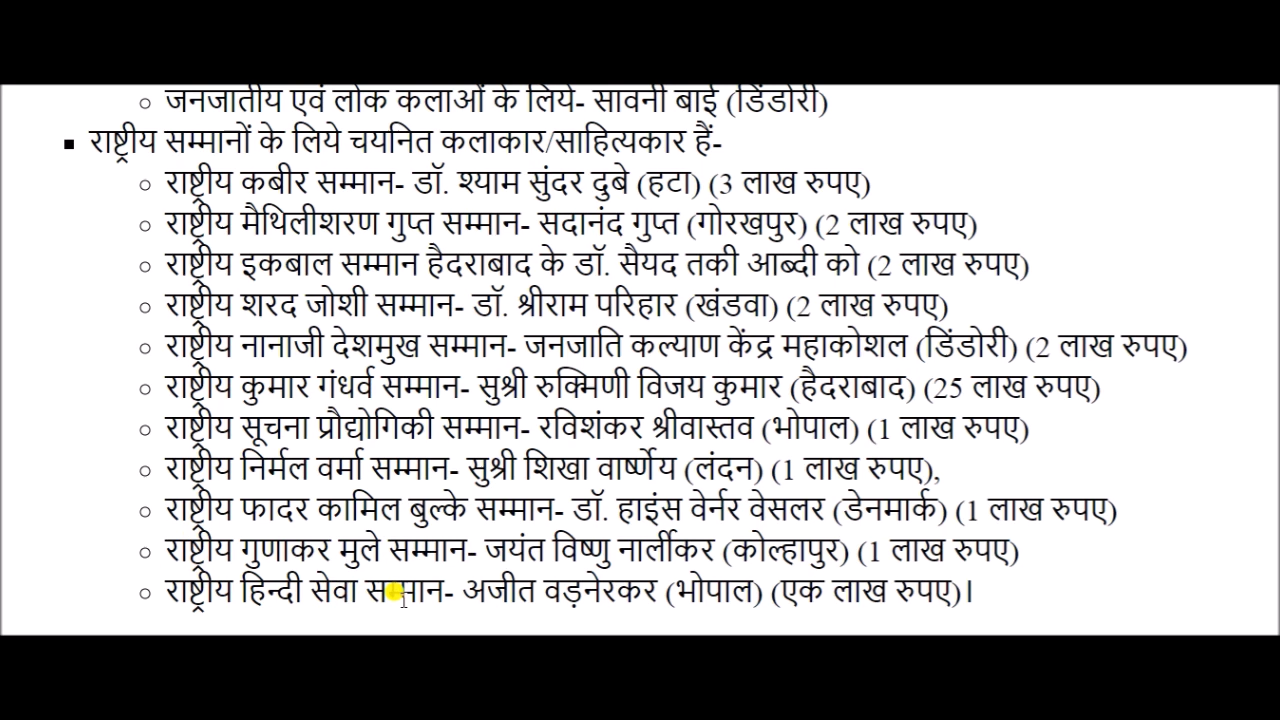 जनजातीय एवं लोक कलाओं के लिये- सावनी बाई (डिंडोरी)
राष्ट्रीय सम्मानों के लिये चयनित कलाकार/साहित्यकार हैं-
राष्ट्रीय कबीर सम्मान- डॉ. श्याम सुंदर दुबे (हटा) (3 लाख रुपए)
राष्ट्रीय मैथिलीशरण गुप्त सम्मान- सदानंद गुप्त (गोरखपुर) (2 लाख रुपए)
राष्ट्रीय इकबाल सम्मान हैदराबाद के डॉ. सैयद तकी आब्दी को (2 लाख रुपए)
राष्ट्रीय शरद जोशी सम्मान- डॉ. श्रीराम परिहार (खंडवा) (2 लाख रुपए)
राष्ट्रीय नानाजी देशमुख सम्मान- जनजाति कल्याण केंद्र महाकोशल (डिंडोरी) (2 लाख रुपए)
राष्ट्रीय कुमार गंधर्व सम्मान- सुश्री रुक्मिणी विजय कुमार (हैदराबाद) (25 लाख रुपए)
राष्ट्रीय सूचना प्रौद्योगिकी सम्मान- रविशंकर श्रीवास्तव (भोपाल) (1 लाख रुपए)
राष्ट्रीय निर्मल वर्मा सम्मान- सुश्री शिखा वार्ष्णेय (लंदन) (1 लाख रुपए),
राष्ट्रीय फादर कामिल बुल्के सम्मान- डॉ. हाइंस वेर्नर वेसलर (डेनमार्क) (1 लाख रुपए)
राष्ट्रीय गुणाकर मुले सम्मान- जयंत विष्णु नार्लीकर (कोल्हापुर) (1 लाख रुपए)
राष्ट्रीय हिन्दी सेवा सम्मान- अजीत वड़नेरकर (भोपाल) (एक लाख रुपए)।